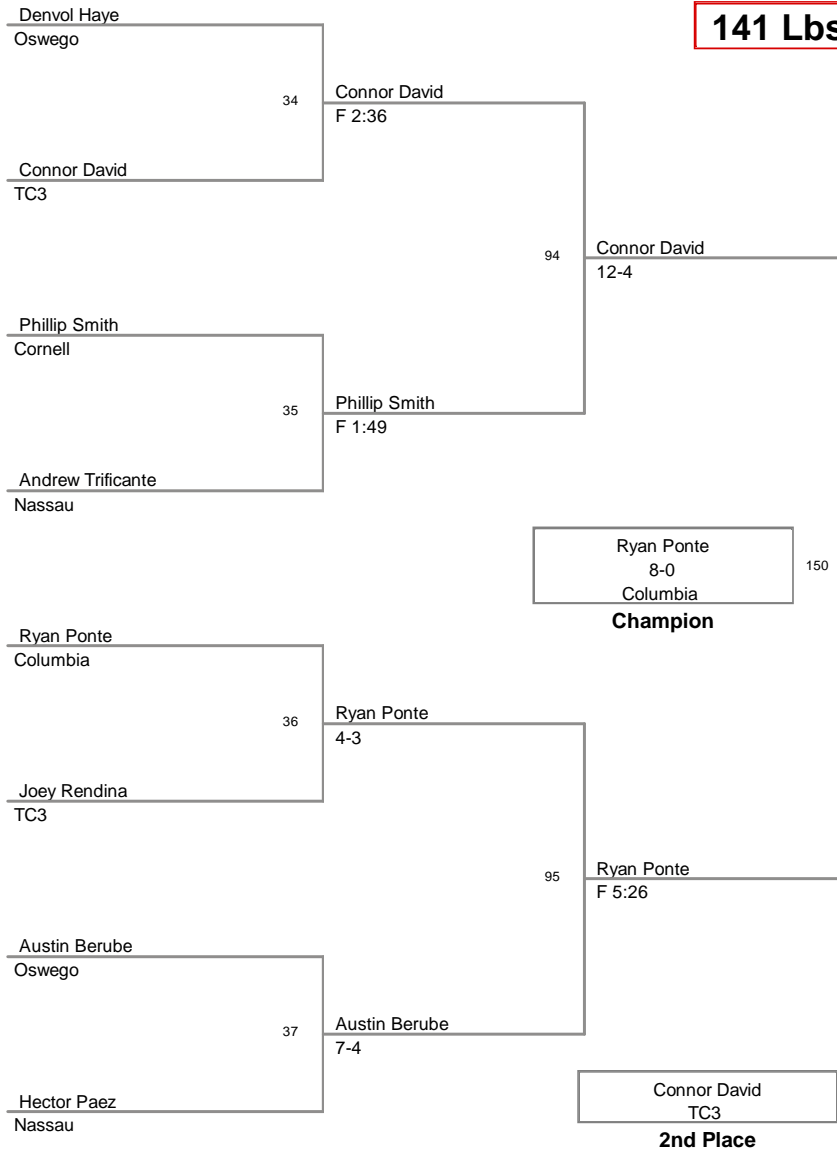 Denvol Haye
Oswego
141 Lbs
34
Connor David
F 2:36
Connor David
TC3
94
Connor David
12-4
Phillip Smith
Cornell
35
Phillip Smith
F 1:49
Andrew Trificante
Nassau
Ryan Ponte
8-0
Columbia
150
Champion
Ryan Ponte
Columbia
36
Ryan Ponte
4-3
Joey Rendina
TC3
95
Ryan Ponte
F 5:26
Austin Berube
Oswego
37
Austin Berube
7-4
Hector Paez
Nassau
Connor David
TC3
2nd Place